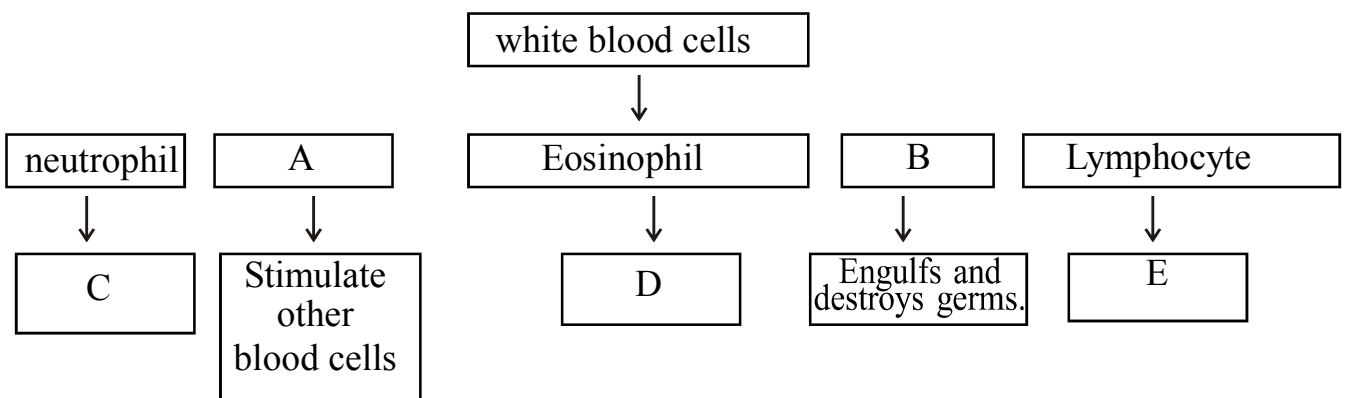 white blood cells
neutrophil
A
Eosinophil
B
Lymphocyte
C
Stimulate
other
blood cells
D
Engulfs and
destroys germs.
E